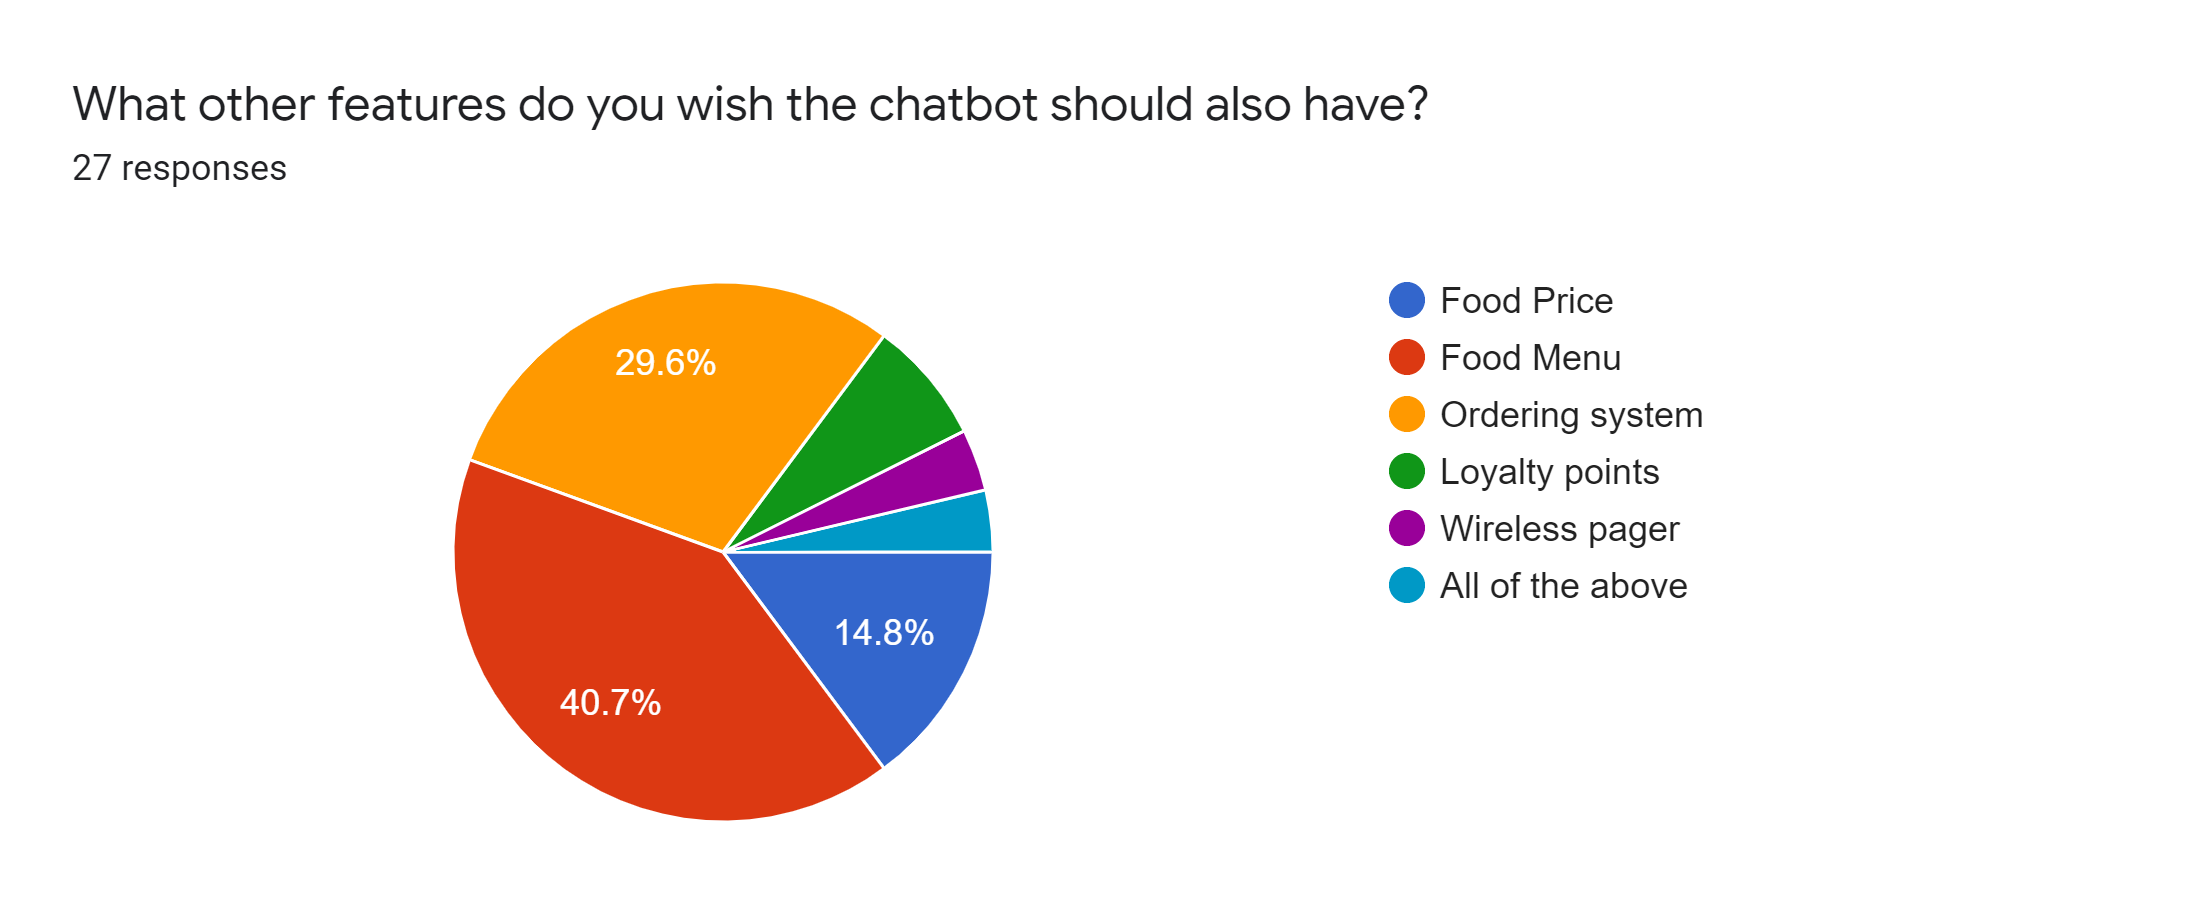 What other features do you wish the chatbot should also have?
27 responses
29.6%
14.8%
40.7%
Food Price
Food Menu
Ordering system
Loyalty points
Wireless pager
All of the above